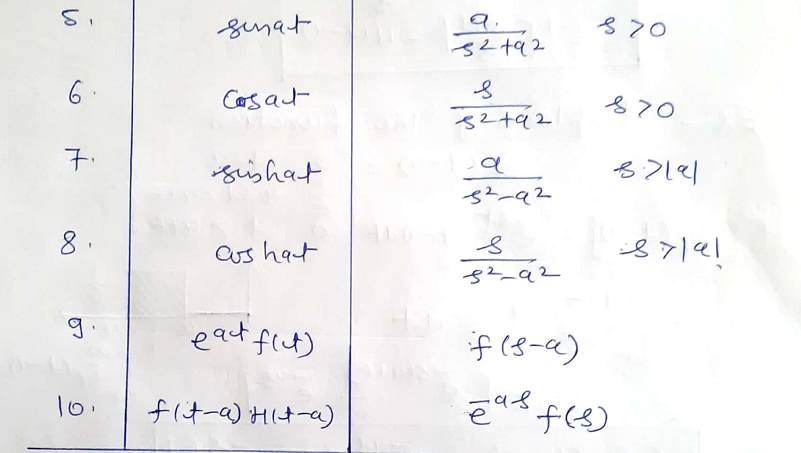 5. sinat a/(s²+a²) s>0
6. Cosat s/(s²+a²) s>0
7. sinhat a/(s²-a²) s>|a|
8. coshat s/(s²-a²) s>|a|
9. e^{at} f(t) f(s-a)
10. f(t-a) H(t-a) e^{-as} f(s)